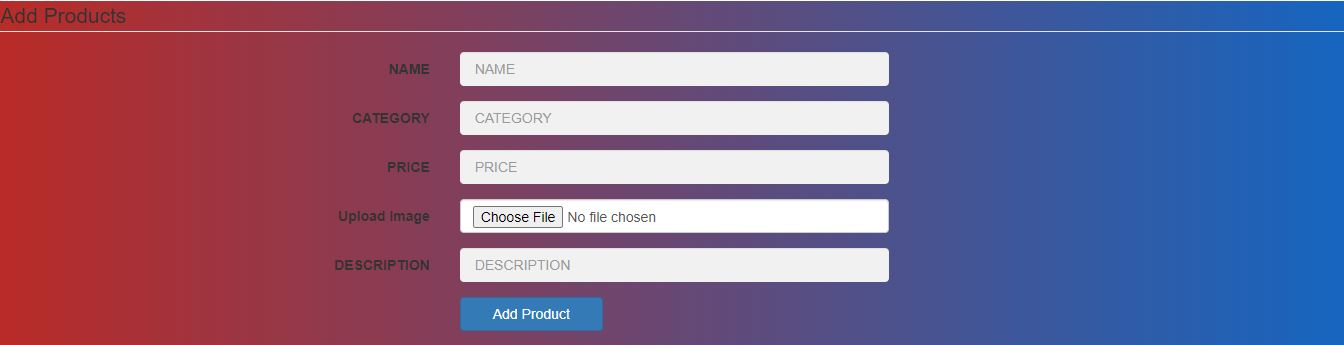 Add Products
NAME NAME
CATEGORY CATEGORY
PRICE PRICE
Upload Image Choose File No file chosen
DESCRIPTION DESCRIPTION
Add Product